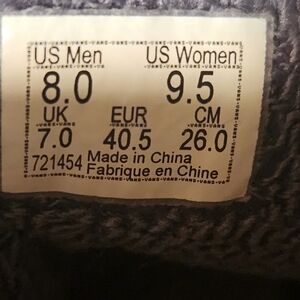 US Men US Women
8.0 9.5
UK EUR CM
7.0 40.5 26.0
721454 Made in China
Fabrique en Chine